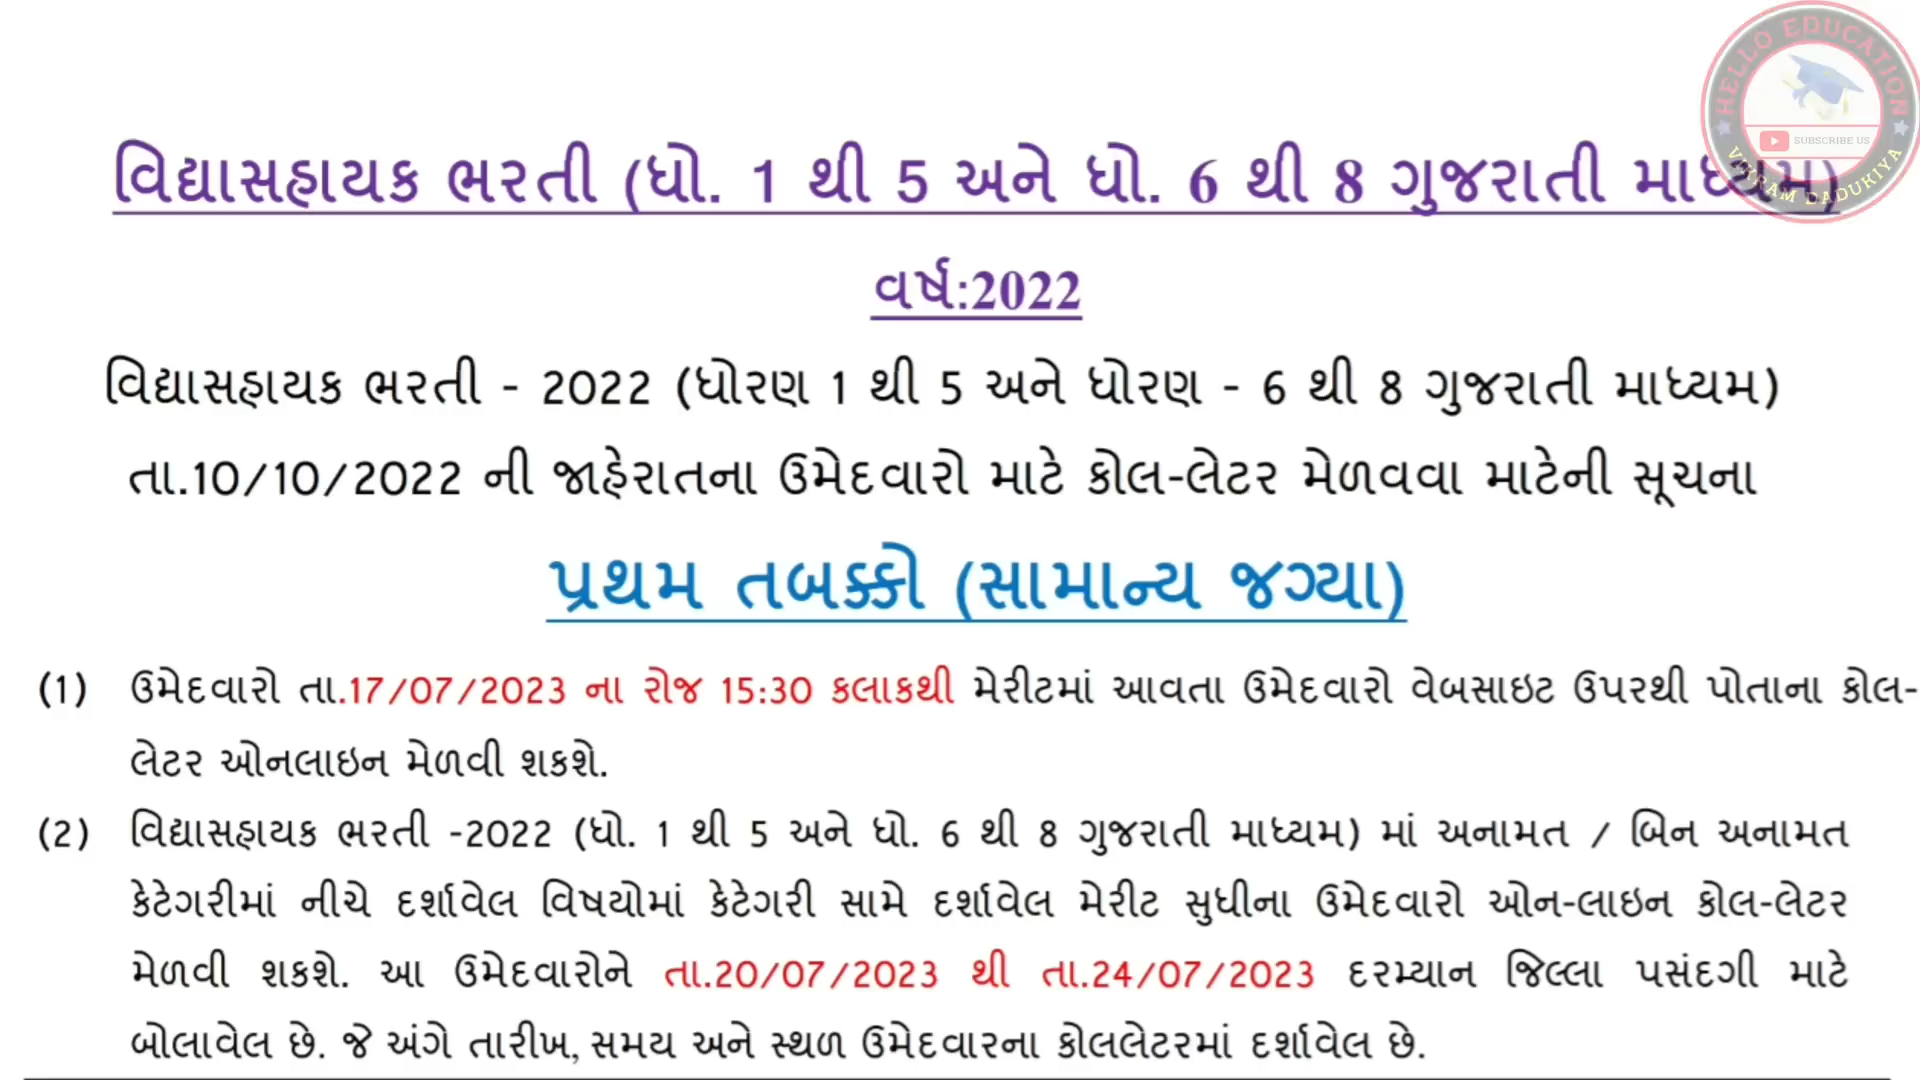 HELLO EDUCATION
SUBSCRIBE US
VIKRAM DADUKIYA
વિદ્યાસહાયક ભરતી (ધો. 1 થી 5 અને ધો. 6 થી 8 ગુજરાતી માધ્યમ)
વર્ષ:2022
વિદ્યાસહાયક ભરતી - 2022 (ધોરણ 1 થી 5 અને ધોરણ - 6 થી 8 ગુજરાતી માધ્યમ)
તા.10/10/2022 ની જાહેરાતના ઉમેદવારો માટે કોલ-લેટર મેળવવા માટેની સૂચના
પ્રથમ તબક્કો (સામાન્ય જગ્યા)
(1) ઉમેદવારો તા.17/07/2023 ના રોજ 15:30 કલાકથી મેરીટમાં આવતા ઉમેદવારો વેબસાઇટ ઉપરથી પોતાના કોલ-
લેટર ઓનલાઇન મેળવી શકશે.
(2) વિદ્યાસહાયક ભરતી -2022 (ધો. 1 થી 5 અને ધો. 6 થી 8 ગુજરાતી માધ્યમ) માં અનામત / બિન અનામત
કેટેગરીમાં નીચે દર્શાવેલ વિષયોમાં કેટેગરી સામે દર્શાવેલ મેરીટ સુધીના ઉમેદવારો ઓન-લાઇન કોલ-લેટર
મેળવી શકશે. આ ઉમેદવારોને તા.20/07/2023 થી તા.24/07/2023 દરમ્યાન જિલ્લા પસંદગી માટે
બોલાવેલ છે. જે અંગે તારીખ, સમય અને સ્થળ ઉમેદવારના કોલલેટરમાં દર્શાવેલ છે.